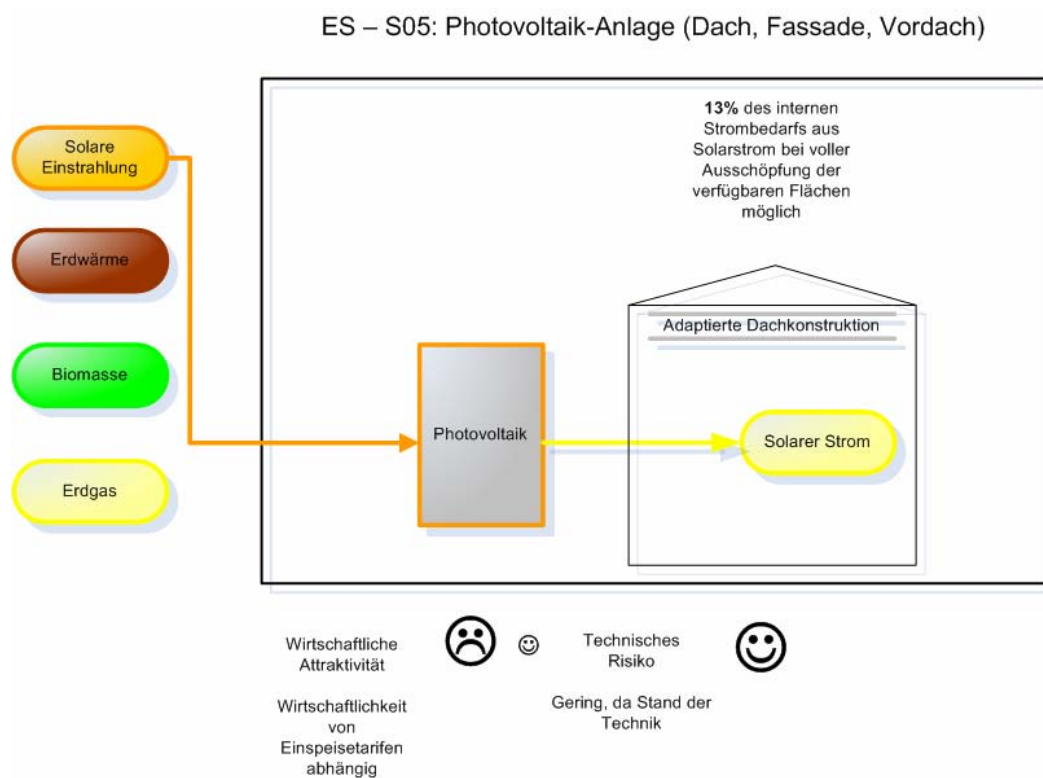 ES – S05: Photovoltaik-Anlage (Dach, Fassade, Vordach)
13% des internen
Strombedarfs aus
Solarstrom bei voller
Ausschöpfung der
verfügbaren Flächen
möglich
Solare
Einstrahlung
Erdwärme
Biomasse
Erdgas
Photovoltaik
Adaptierte Dachkonstruktion
Solarer Strom
Wirtschaftliche
Attraktivität
Wirtschaftlichkeit
von
Einspeisetarifen
abhängig
Technisches
Risiko
Gering, da Stand der
Technik